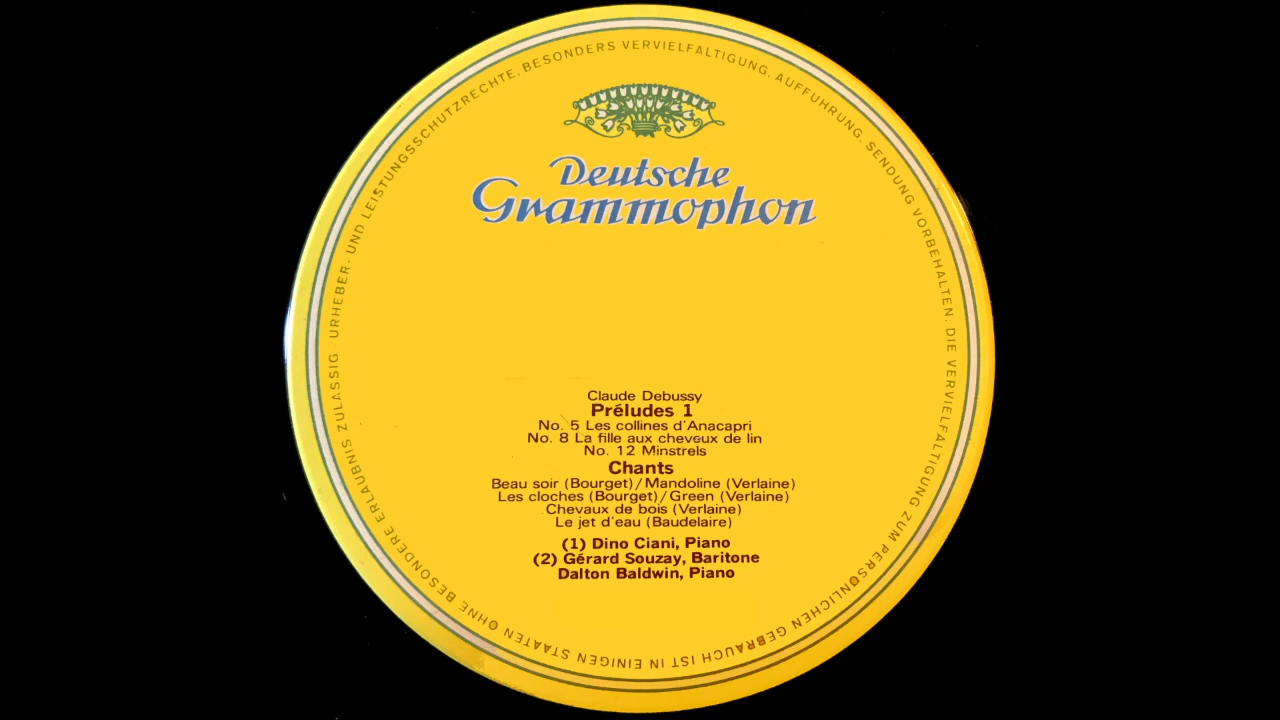 URHEBER- UND LEISTUNGSSCHUTZRECHTE, BESONDERS VERVIELFÄLTIGUNG, AUFFÜHRUNG, SENDUNG VORBEHALTEN. DIE VERVIELFÄLTIGUNG ZUM PERSÖNLICHEN GEBRAUCH IST IN EINIGEN STAATEN OHNE BESONDERE ERLAUBNIS ZULÄSSIG
Deutsche
Grammophon
Claude Debussy
Préludes 1
No. 5 Les collines d'Anacapri
No. 8 La fille aux cheveux de lin
No. 12 Minstrels
Chants
Beau soir (Bourget)/Mandoline (Verlaine)
Les cloches (Bourget)/Green (Verlaine)
Chevaux de bois (Verlaine)
Le jet d'eau (Baudelaire)
(1) Dino Ciani, Piano
(2) Gérard Souzay, Baritone
Dalton Baldwin, Piano